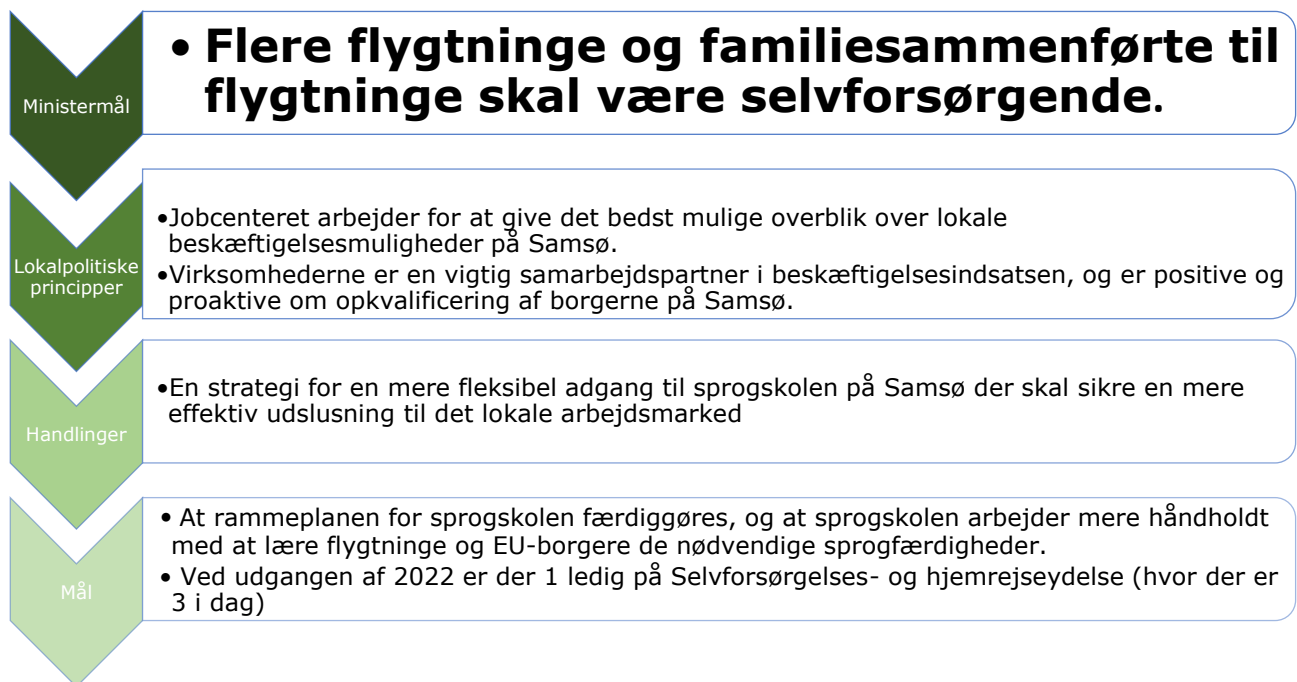 Ministermål
• Flere flygtninge og familiesammenførte til
flygtninge skal være selvforsørgende.
Lokalpolitiske
principper
•Jobcenteret arbejder for at give det bedst mulige overblik over lokale
beskæftigelsesmuligheder på Samsø.
•Virksomhederne er en vigtig samarbejdspartner i beskæftigelsesindsatsen, og er positive og
proaktive om opkvalificering af borgerne på Samsø.
Handlinger
•En strategi for en mere fleksibel adgang til sprogskolen på Samsø der skal sikre en mere
effektiv udslusning til det lokale arbejdsmarked
Mål
• At rammeplanen for sprogskolen færdiggøres, og at sprogskolen arbejder mere håndholdt
med at lære flygtninge og EU-borgere de nødvendige sprogfærdigheder.
• Ved udgangen af 2022 er der 1 ledig på Selvforsørgelses- og hjemrejseydelse (hvor der er
3 i dag)